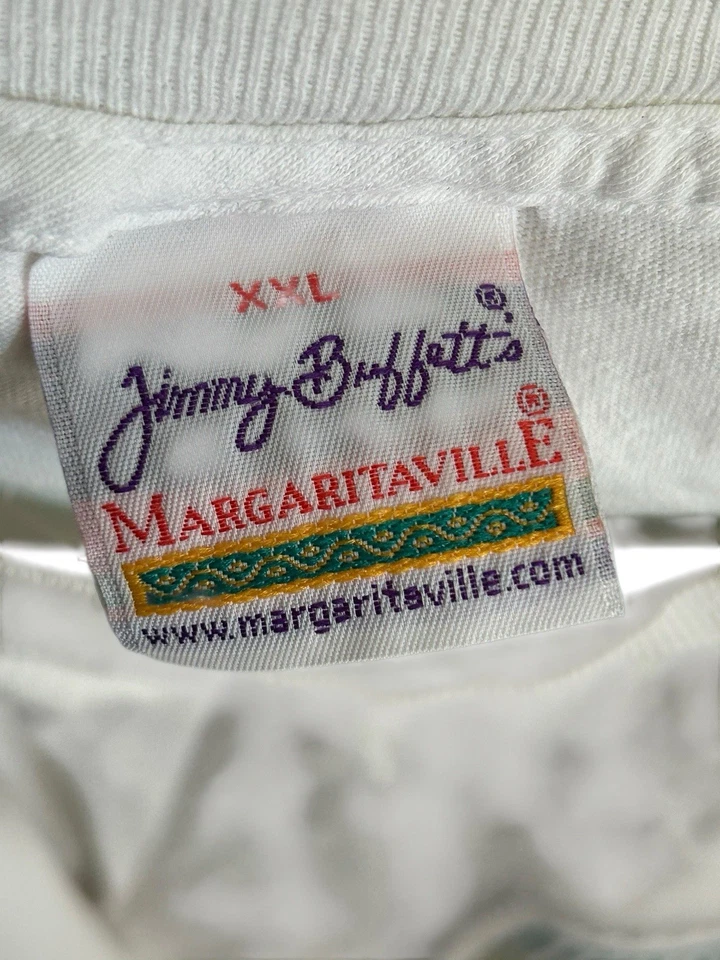 XXL
Jimmy Buffett's®
MARGARITAVILLE®
www.margaritaville.com